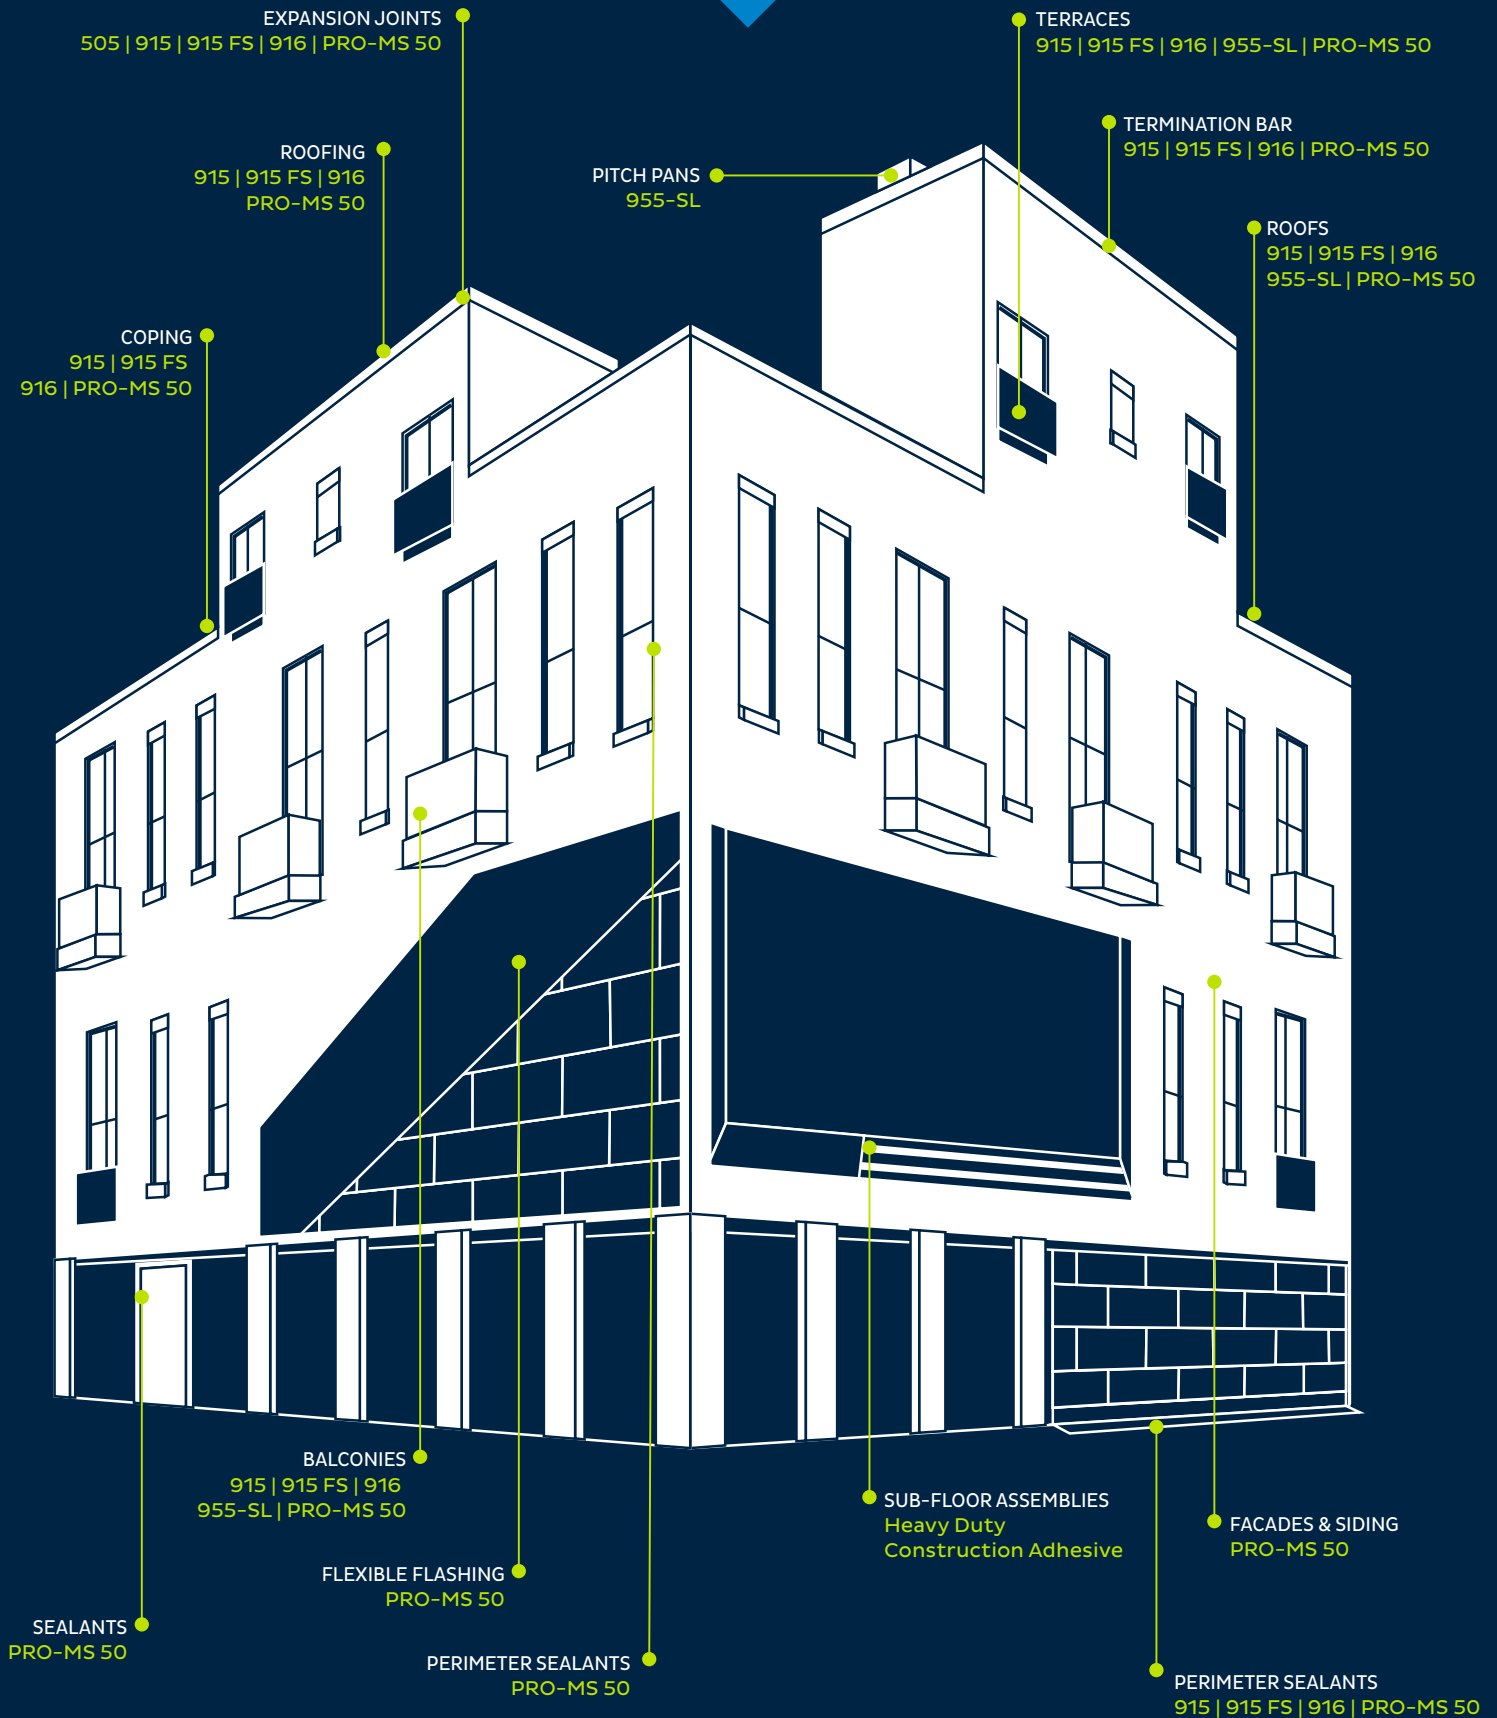 EXPANSION JOINTS
505 | 915 | 915 FS | 916 | PRO-MS 50
TERRACES
915 | 915 FS | 916 | 955-SL | PRO-MS 50
TERMINATION BAR
915 | 915 FS | 916 | PRO-MS 50
ROOFING
915 | 915 FS | 916
PRO-MS 50
PITCH PANS
955-SL
ROOFS
915 | 915 FS | 916
955-SL | PRO-MS 50
COPING
915 | 915 FS
916 | PRO-MS 50
BALCONIES
915 | 915 FS | 916
955-SL | PRO-MS 50
SUB-FLOOR ASSEMBLIES
Heavy Duty
Construction Adhesive
FACADES & SIDING
PRO-MS 50
FLEXIBLE FLASHING
PRO-MS 50
SEALANTS
PRO-MS 50
PERIMETER SEALANTS
PRO-MS 50
PERIMETER SEALANTS
915 | 915 FS | 916 | PRO-MS 50